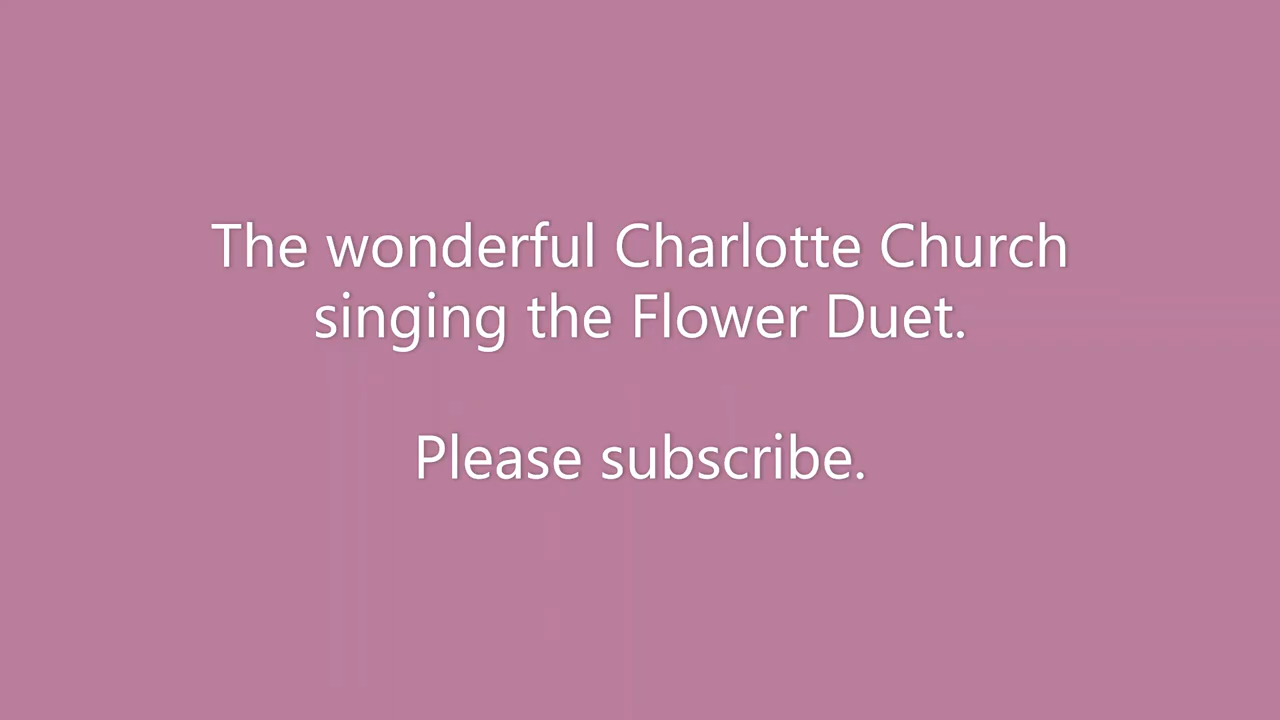 The wonderful Charlotte Church
singing the Flower Duet.
Please subscribe.